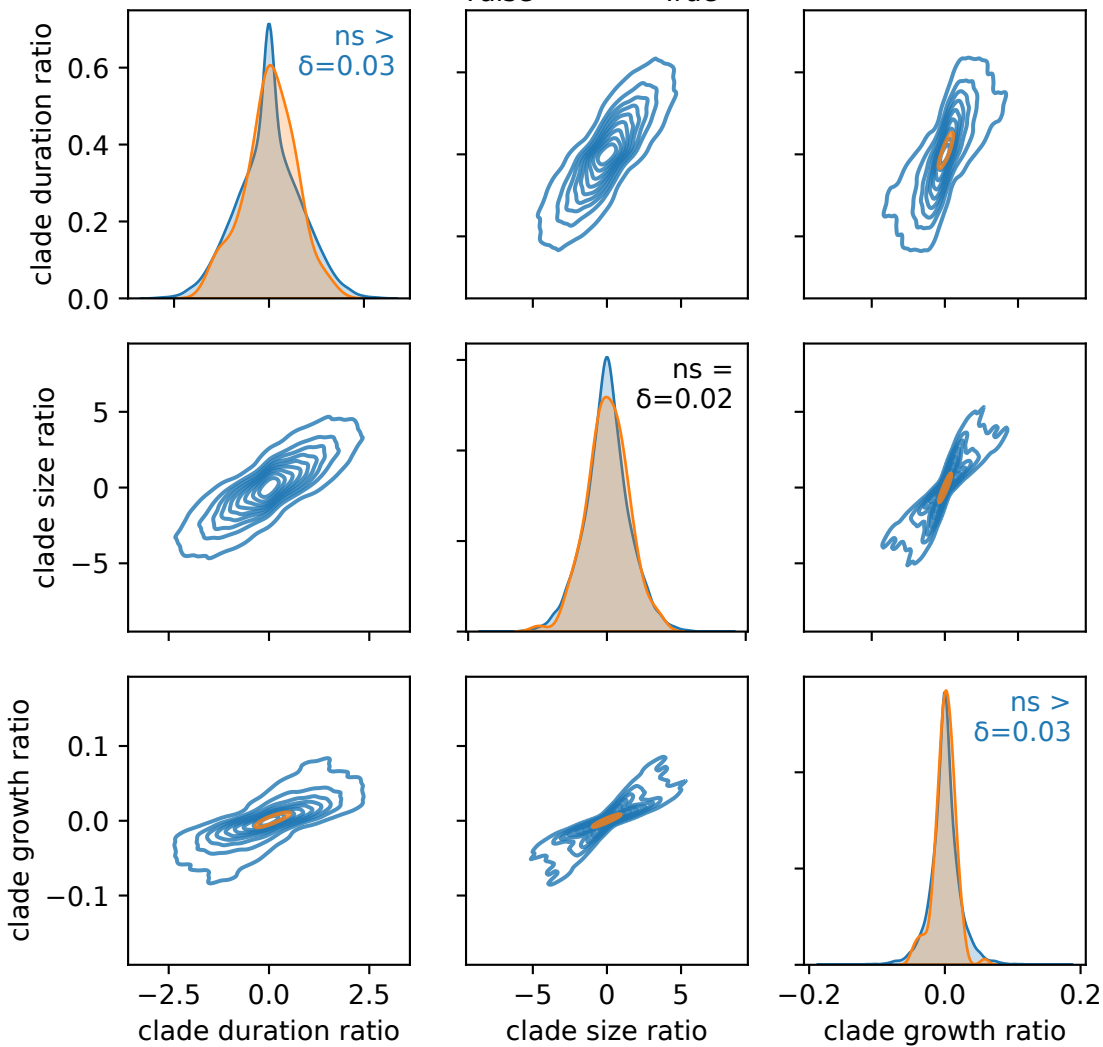 clade duration ratio
0.6
0.4
0.2
0.0
ns >
δ=0.03
clade size ratio
5
0
−5
ns =
δ=0.02
−5
0
5
clade growth ratio
0.1
0.0
−0.1
ns >
δ=0.03
−2.5
0.0
2.5
−5
0
5
−0.2
0.0
0.2
clade duration ratio
clade size ratio
clade growth ratio